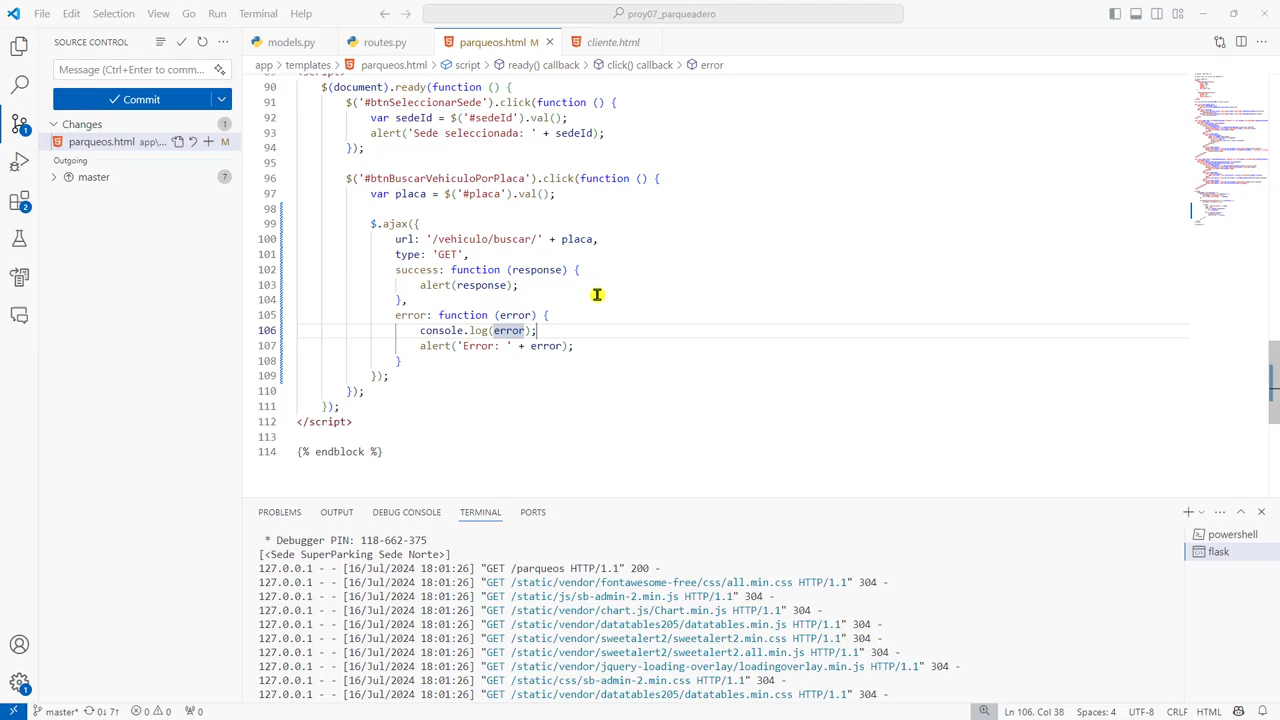 File Edit Selection View Go Run Terminal Help proy07_parqueadero
SOURCE CONTROL
models.py routes.py parqueos.html M cliente.html
app > templates > parqueos.html > script > ready() callback > click() callback > error
Message (Ctrl+Enter to comm...
Commit
Changes 1
parqueos.html app\... M
Outgoing
master 7
<script>
90 $(document).ready(function () {
91 $('#btnSeleccionarSede').click(function () {
92 var sedeId = $('#sedeId').val();
93
94 });
95
96
97
98
99 $.ajax({
100 url: '/vehiculo/buscar/' + placa,
101 type: 'GET',
102 success: function (response) {
103 alert(response);
104 },
105 error: function (error) {
106 console.log(error);
107 alert('Error: ' + error);
108 }
109 });
110 });
111 });
112 </script>
113
114 {% endblock %}
PROBLEMS OUTPUT DEBUG CONSOLE TERMINAL PORTS
powershell
flask
* Debugger PIN: 118-662-375
[<Sede SuperParking Sede Norte>]
127.0.0.1 - - [16/Jul/2024 18:01:26] "GET /parqueos HTTP/1.1" 200 -
127.0.0.1 - - [16/Jul/2024 18:01:26] "GET /static/vendor/fontawesome-free/css/all.min.css HTTP/1.1" 304 -
127.0.0.1 - - [16/Jul/2024 18:01:26] "GET /static/js/sb-admin-2.min.js HTTP/1.1" 304 -
127.0.0.1 - - [16/Jul/2024 18:01:26] "GET /static/vendor/chart.js/Chart.min.js HTTP/1.1" 304 -
127.0.0.1 - - [16/Jul/2024 18:01:26] "GET /static/vendor/datatables205/datatables.min.js HTTP/1.1" 304 -
127.0.0.1 - - [16/Jul/2024 18:01:26] "GET /static/vendor/sweetalert2/sweetalert2.min.css HTTP/1.1" 304 -
127.0.0.1 - - [16/Jul/2024 18:01:26] "GET /static/vendor/sweetalert2/sweetalert2.all.min.js HTTP/1.1" 304 -
127.0.0.1 - - [16/Jul/2024 18:01:26] "GET /static/vendor/jquery-loading-overlay/loadingoverlay.min.js HTTP/1.1" 304 -
127.0.0.1 - - [16/Jul/2024 18:01:26] "GET /static/css/sb-admin-2.min.css HTTP/1.1" 304 -
127.0.0.1 - - [16/Jul/2024 18:01:26] "GET /static/vendor/datatables205/datatables.min.css HTTP/1.1" 304 -
master* 0↓ 7↑ 0 0 0 Ln 106, Col 38 Spaces: 4 UTF-8 CRLF HTML